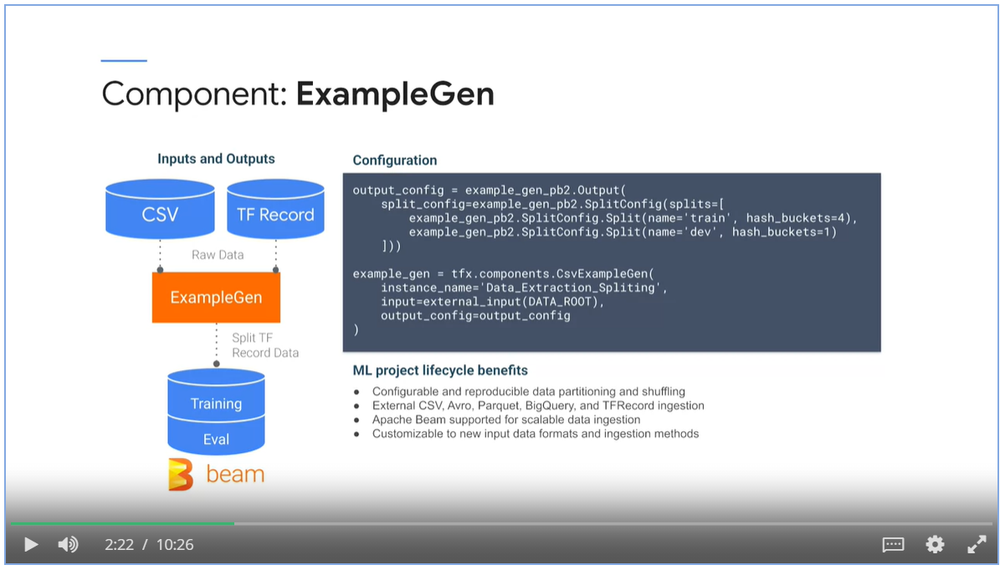 Component: ExampleGen
Inputs and Outputs
CSV
TF Record
Raw Data
ExampleGen
Split TF
Record Data
Training
Eval
beam
Configuration
output_config = example_gen_pb2.Output(
    split_config=example_gen_pb2.SplitConfig(splits=[
        example_gen_pb2.SplitConfig.Split(name='train', hash_buckets=4),
        example_gen_pb2.SplitConfig.Split(name='dev', hash_buckets=1)
    ]))
example_gen = tfx.components.CsvExampleGen(
    instance_name='Data_Extraction_Spliting',
    input=external_input(DATA_ROOT),
    output_config=output_config
)
ML project lifecycle benefits
● Configurable and reproducible data partitioning and shuffling
● External CSV, Avro, Parquet, BigQuery, and TFRecord ingestion
● Apache Beam supported for scalable data ingestion
● Customizable to new input data formats and ingestion methods
2:22 / 10:26